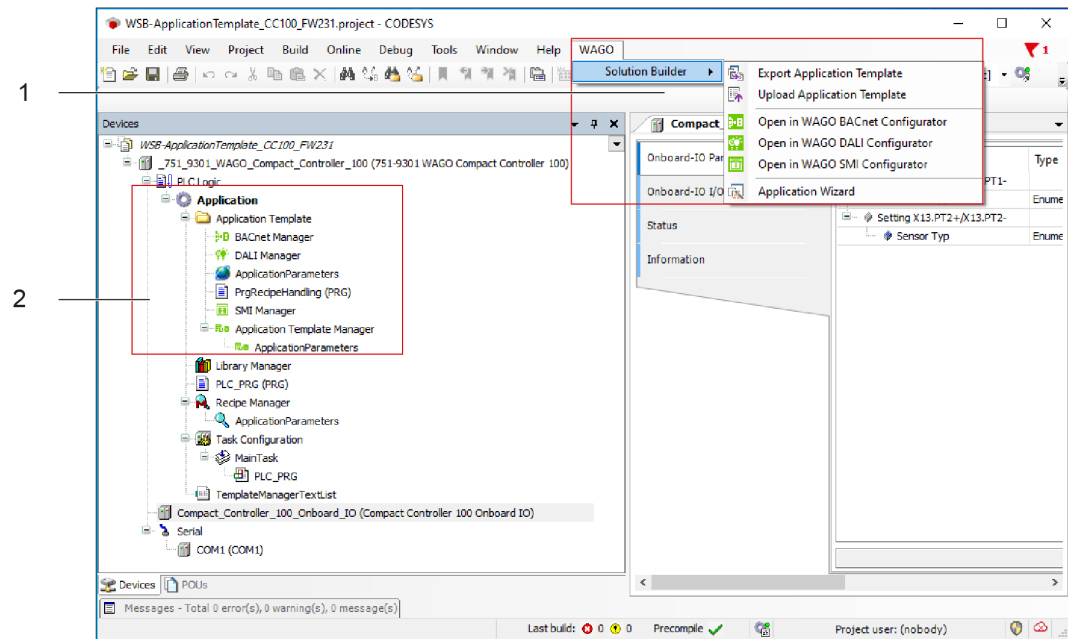 WSB-ApplicationTemplate_CC100_FW231.project - CODESYS
File Edit View Project Build Online Debug Tools Window Help WAGO
1
Solution Builder
Export Application Template
Upload Application Template
Open in WAGO BACnet Configurator
Open in WAGO DALI Configurator
Open in WAGO SMI Configurator
Application Wizard
1
2
Devices
WSB-ApplicationTemplate_CC100_FW231
_751_9301_WAGO_Compact_Controller_100 (751-9301 WAGO Compact Controller 100)
PLC Logic
Application
Application Template
BACnet Manager
DALI Manager
ApplicationParameters
PrgRecipeHandling (PRG)
SMI Manager
Application Template Manager
ApplicationParameters
Library Manager
PLC_PRG (PRG)
Recipe Manager
ApplicationParameters
Task Configuration
MainTask
PLC_PRG
TemplateManagerTextList
Compact_Controller_100_Onboard_IO (Compact Controller 100 Onboard IO)
Serial
COM1 (COM1)
Devices POUs
Compact_
Onboard-IO Par
Onboard-IO I/O
Status
Information
Type
PT1-
Enume
Setting X13.PT2+/X13.PT2-
Sensor Typ Enume
Messages - Total 0 error(s), 0 warning(s), 0 message(s)
Last build: 0 0 Precompile Project user: (nobody)